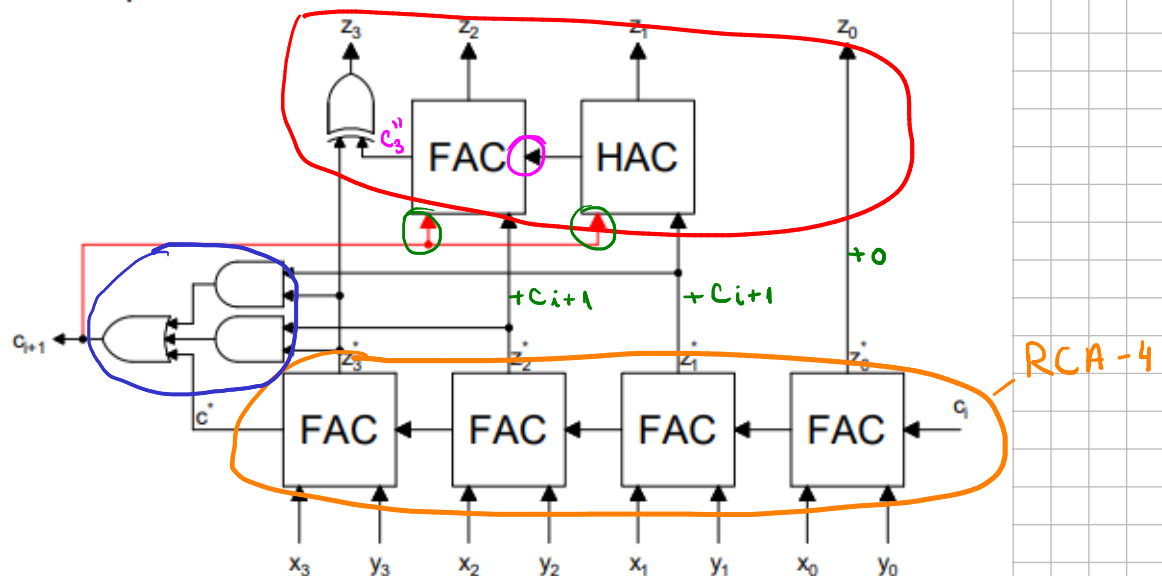 z3 z2 z1 z0
c3"
FAC HAC
+0
+Ci+1 +Ci+1
ci+1
z3* z2* z1* z0*
RCA-4
c*
FAC FAC FAC FAC
ci
x3 y3 x2 y2 x1 y1 x0 y0